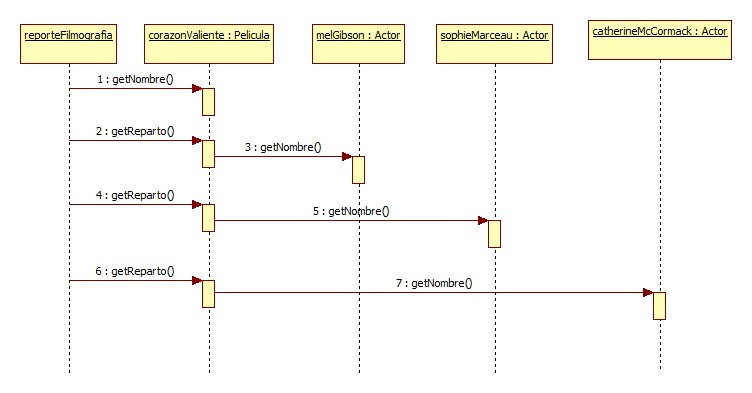 reporteFilmografia
corazonValiente : Pelicula
melGibson : Actor
sophieMarceau : Actor
catherineMcCormack : Actor
1 : getNombre()
2 : getReparto()
3 : getNombre()
4 : getReparto()
5 : getNombre()
6 : getReparto()
7 : getNombre()